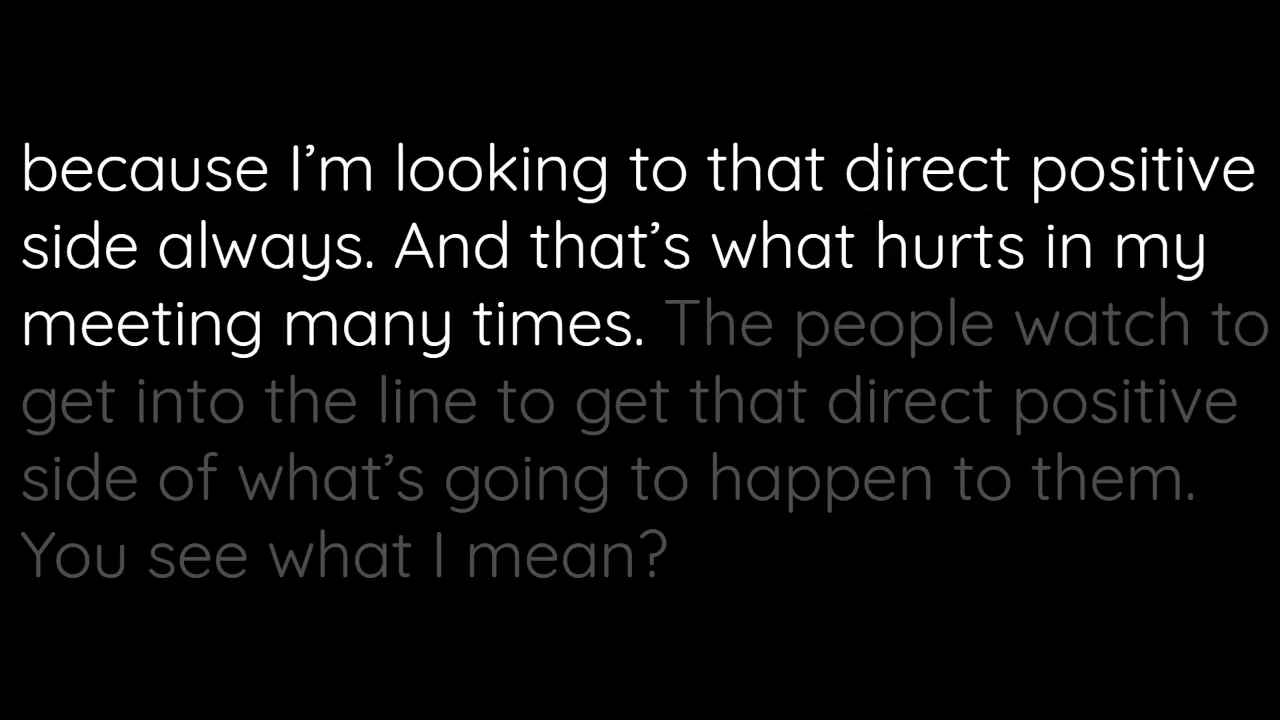 because I’m looking to that direct positive
side always. And that’s what hurts in my
meeting many times. The people watch to
get into the line to get that direct positive
side of what’s going to happen to them.
You see what I mean?